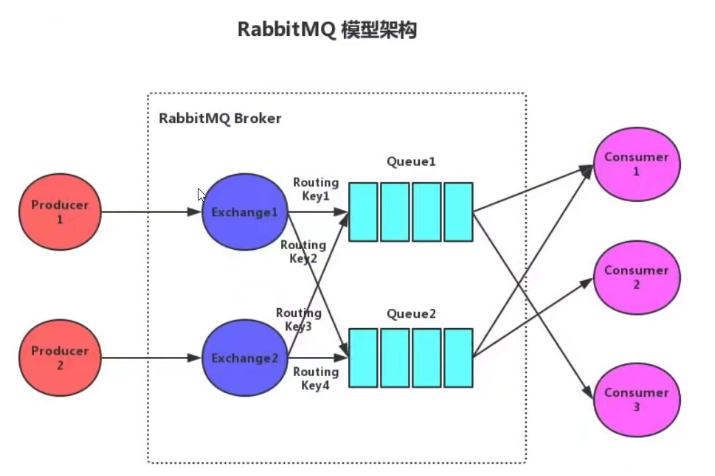 RabbitMQ 模型架构
RabbitMQ Broker
Producer
1
Exchange1
Routing
Key1
Queue1
Consumer
1
Routing
Key2
Consumer
2
Routing
Key3
Queue2
Producer
2
Exchange2
Routing
Key4
Consumer
3